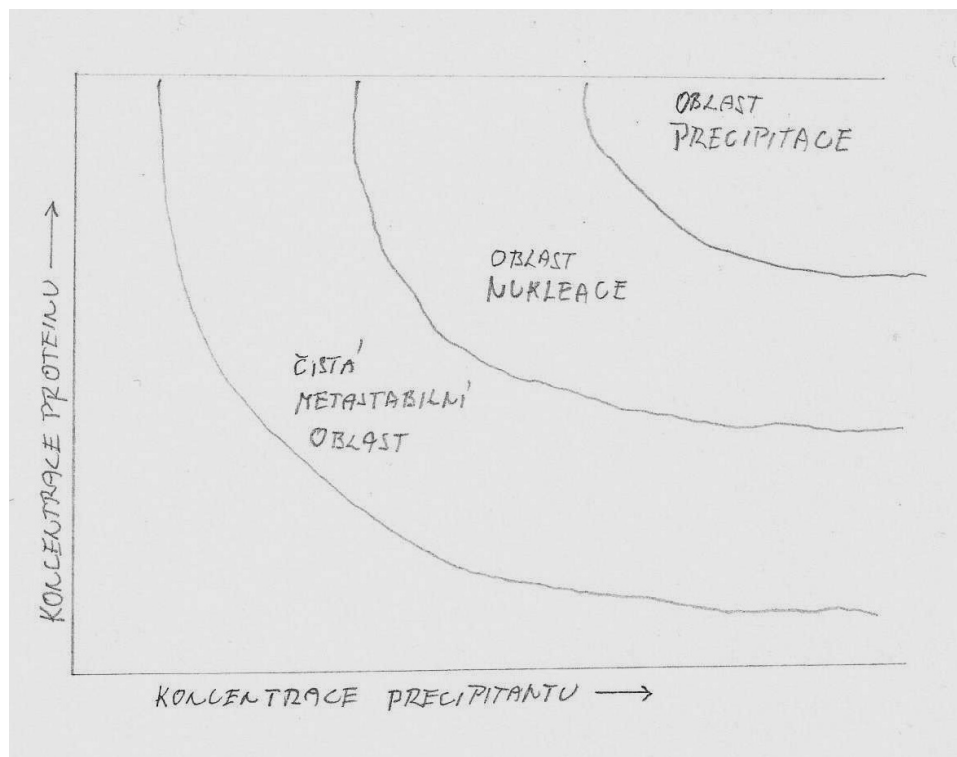 OBLAST
PRECIPITACE
OBLAST
NUKLEACE
ČISTÁ
METASTABILNÍ
OBLAST
KONCENTRACE PROTEINU
KONCENTRACE PRECIPITANTU